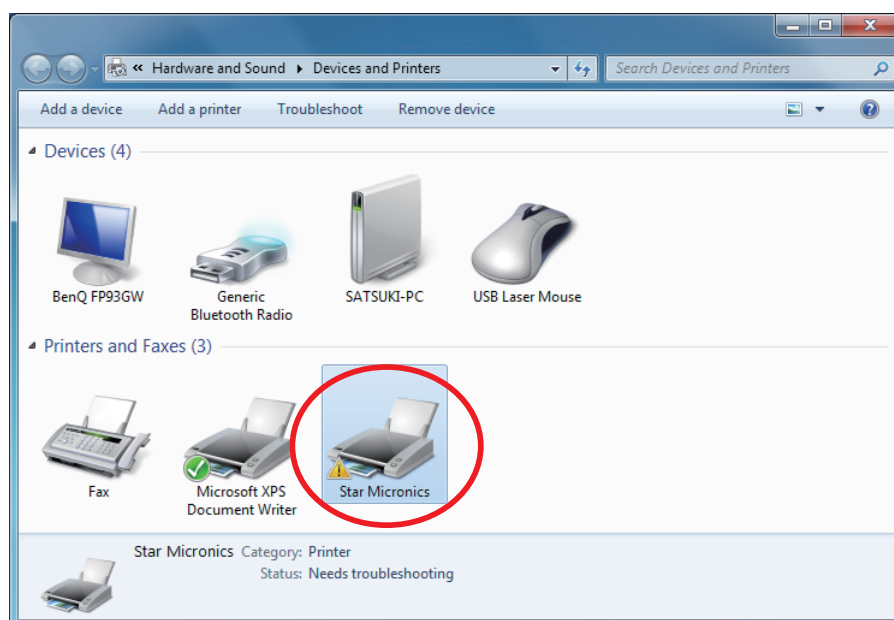 « Hardware and Sound ▸ Devices and Printers
Search Devices and Printers
Add a device Add a printer Troubleshoot Remove device
Devices (4)
BenQ FP93GW
Generic
Bluetooth Radio
SATSUKI-PC
USB Laser Mouse
Printers and Faxes (3)
Fax
Microsoft XPS
Document Writer
Star Micronics
Star Micronics Category: Printer
Status: Needs troubleshooting